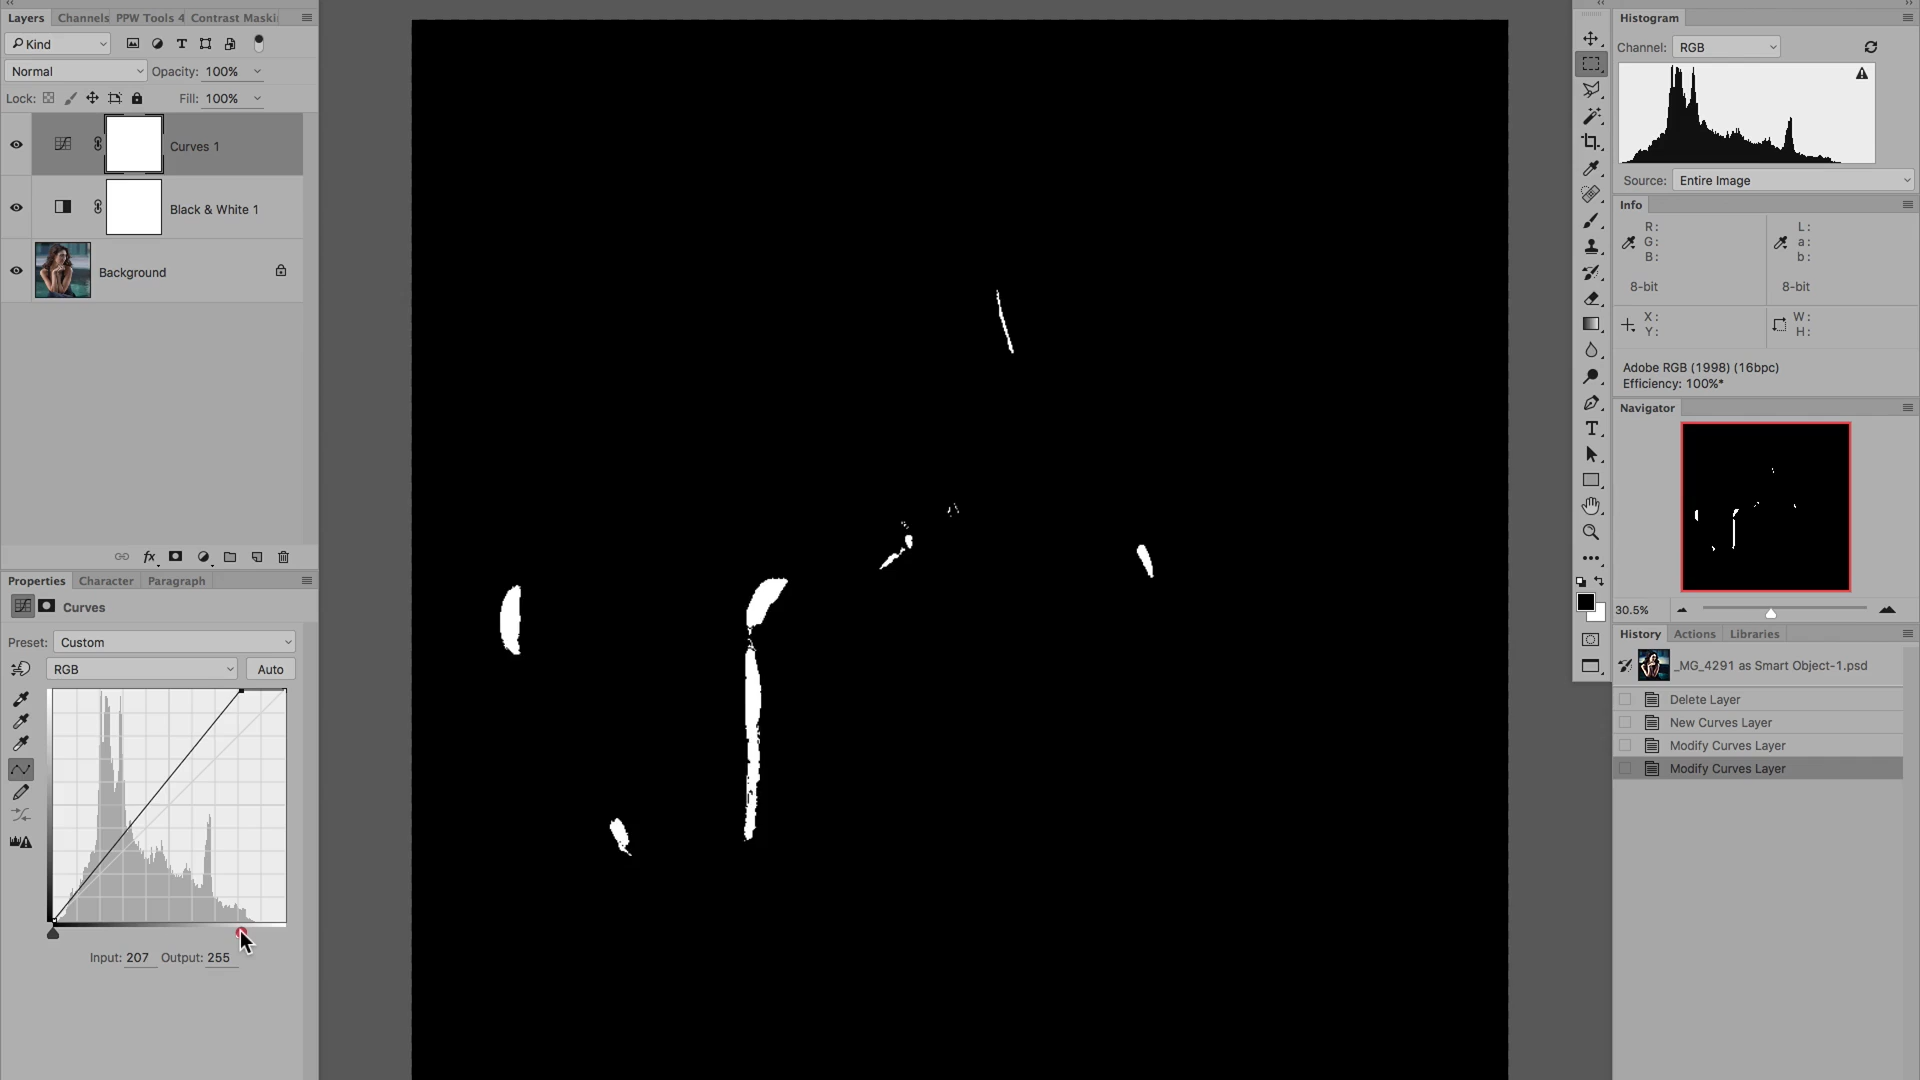 Layers Channels PPW Tools 4 Contrast Maski
Kind
Normal Opacity: 100%
Lock: Fill: 100%
Curves 1
Black & White 1
Background
fx
Properties Character Paragraph
Curves
Preset: Custom
RGB Auto
Input: 207 Output: 255
Histogram
Channel: RGB
Source: Entire Image
Info
R: L:
G: a:
B: b:
8-bit 8-bit
X: W:
Y: H:
Adobe RGB (1998) (16bpc)
Efficiency: 100%*
Navigator
30.5%
History Actions Libraries
_MG_4291 as Smart Object-1.psd
Delete Layer
New Curves Layer
Modify Curves Layer
Modify Curves Layer